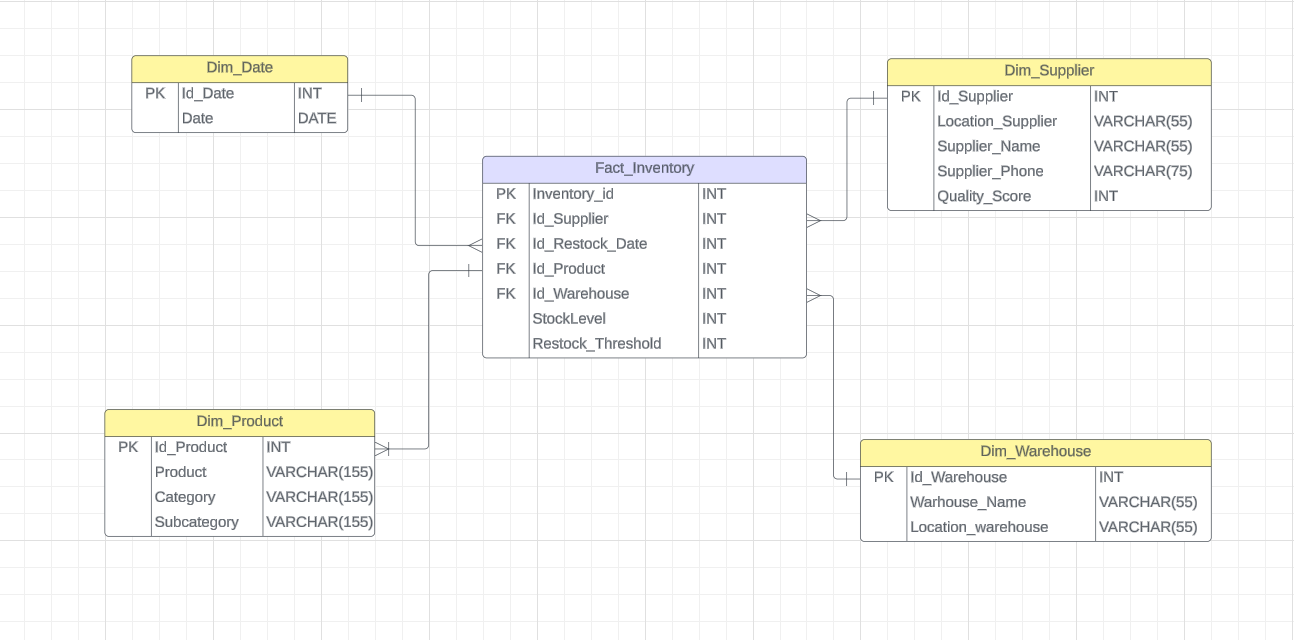 Dim_Date
PK Id_Date INT
Date DATE
Dim_Supplier
PK Id_Supplier INT
Location_Supplier VARCHAR(55)
Supplier_Name VARCHAR(55)
Supplier_Phone VARCHAR(75)
Quality_Score INT
Fact_Inventory
PK Inventory_id INT
FK Id_Supplier INT
FK Id_Restock_Date INT
FK Id_Product INT
FK Id_Warehouse INT
StockLevel INT
Restock_Threshold INT
Dim_Product
PK Id_Product INT
Product VARCHAR(155)
Category VARCHAR(155)
Subcategory VARCHAR(155)
Dim_Warehouse
PK Id_Warehouse INT
Warhouse_Name VARCHAR(55)
Location_warehouse VARCHAR(55)